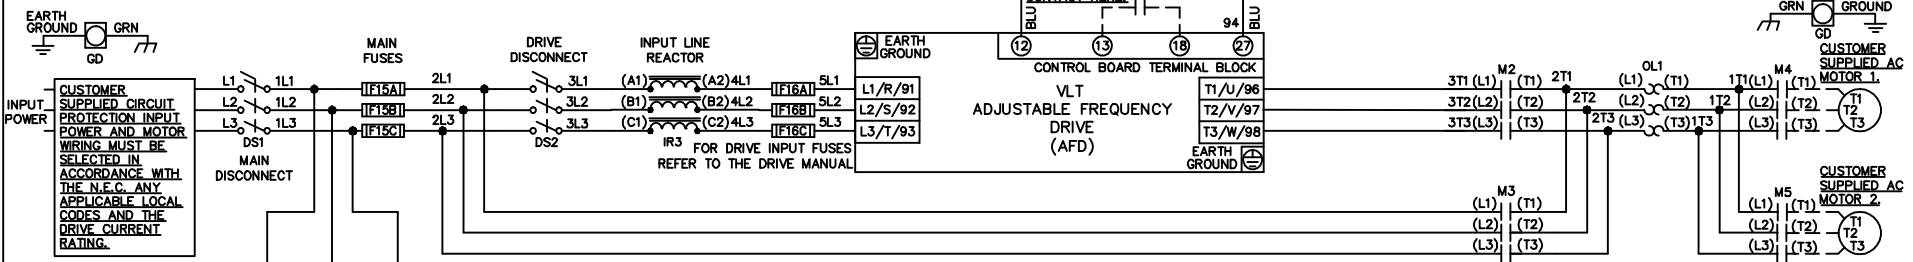 EARTH
GROUND
GRN
GD
MAIN
FUSES
DRIVE
DISCONNECT
INPUT LINE
REACTOR
BLU
94
BLU
12
13
18
27
CONTROL BOARD TERMINAL BLOCK
EARTH
GROUND
GRN
GROUND
GD
INPUT
POWER
CUSTOMER
SUPPLIED CIRCUIT
PROTECTION INPUT
POWER AND MOTOR
WIRING MUST BE
SELECTED IN
ACCORDANCE WITH
THE N.E.C. ANY
APPLICABLE LOCAL
CODES AND THE
DRIVE CURRENT
RATING.
L1 1L1 F15A 2L1 3L1 (A1) (A2) 4L1 F16A 5L1 L1/R/91
L2 1L2 F15B 2L2 3L2 (B1) (B2) 4L2 F16B 5L2 L2/S/92
L3 1L3 F15C 2L3 3L3 (C1) (C2) 4L3 F16C 5L3 L3/T/93
DS1
MAIN
DISCONNECT
DS2
IR3
FOR DRIVE INPUT FUSES
REFER TO THE DRIVE MANUAL
VLT
ADJUSTABLE FREQUENCY
DRIVE
(AFD)
T1/U/96
T2/V/97
T3/W/98
EARTH
GROUND
M2
3T1 (L1) (T1) 2T1
3T2 (L2) (T2) 2T2
3T3 (L3) (T3) 2T3
OL1
(L1) (T1) 1T1
(L2) (T2) 1T2
(L3) (T3) 1T3
M4
(L1) (T1)
(L2) (T2)
(L3) (T3)
CUSTOMER
SUPPLIED AC
MOTOR 1.
T1
T2
T3
M3
(L1) (T1)
(L2) (T2)
(L3) (T3)
M5
(L1) (T1)
(L2) (T2)
(L3) (T3)
CUSTOMER
SUPPLIED AC
MOTOR 2.
T1
T2
T3